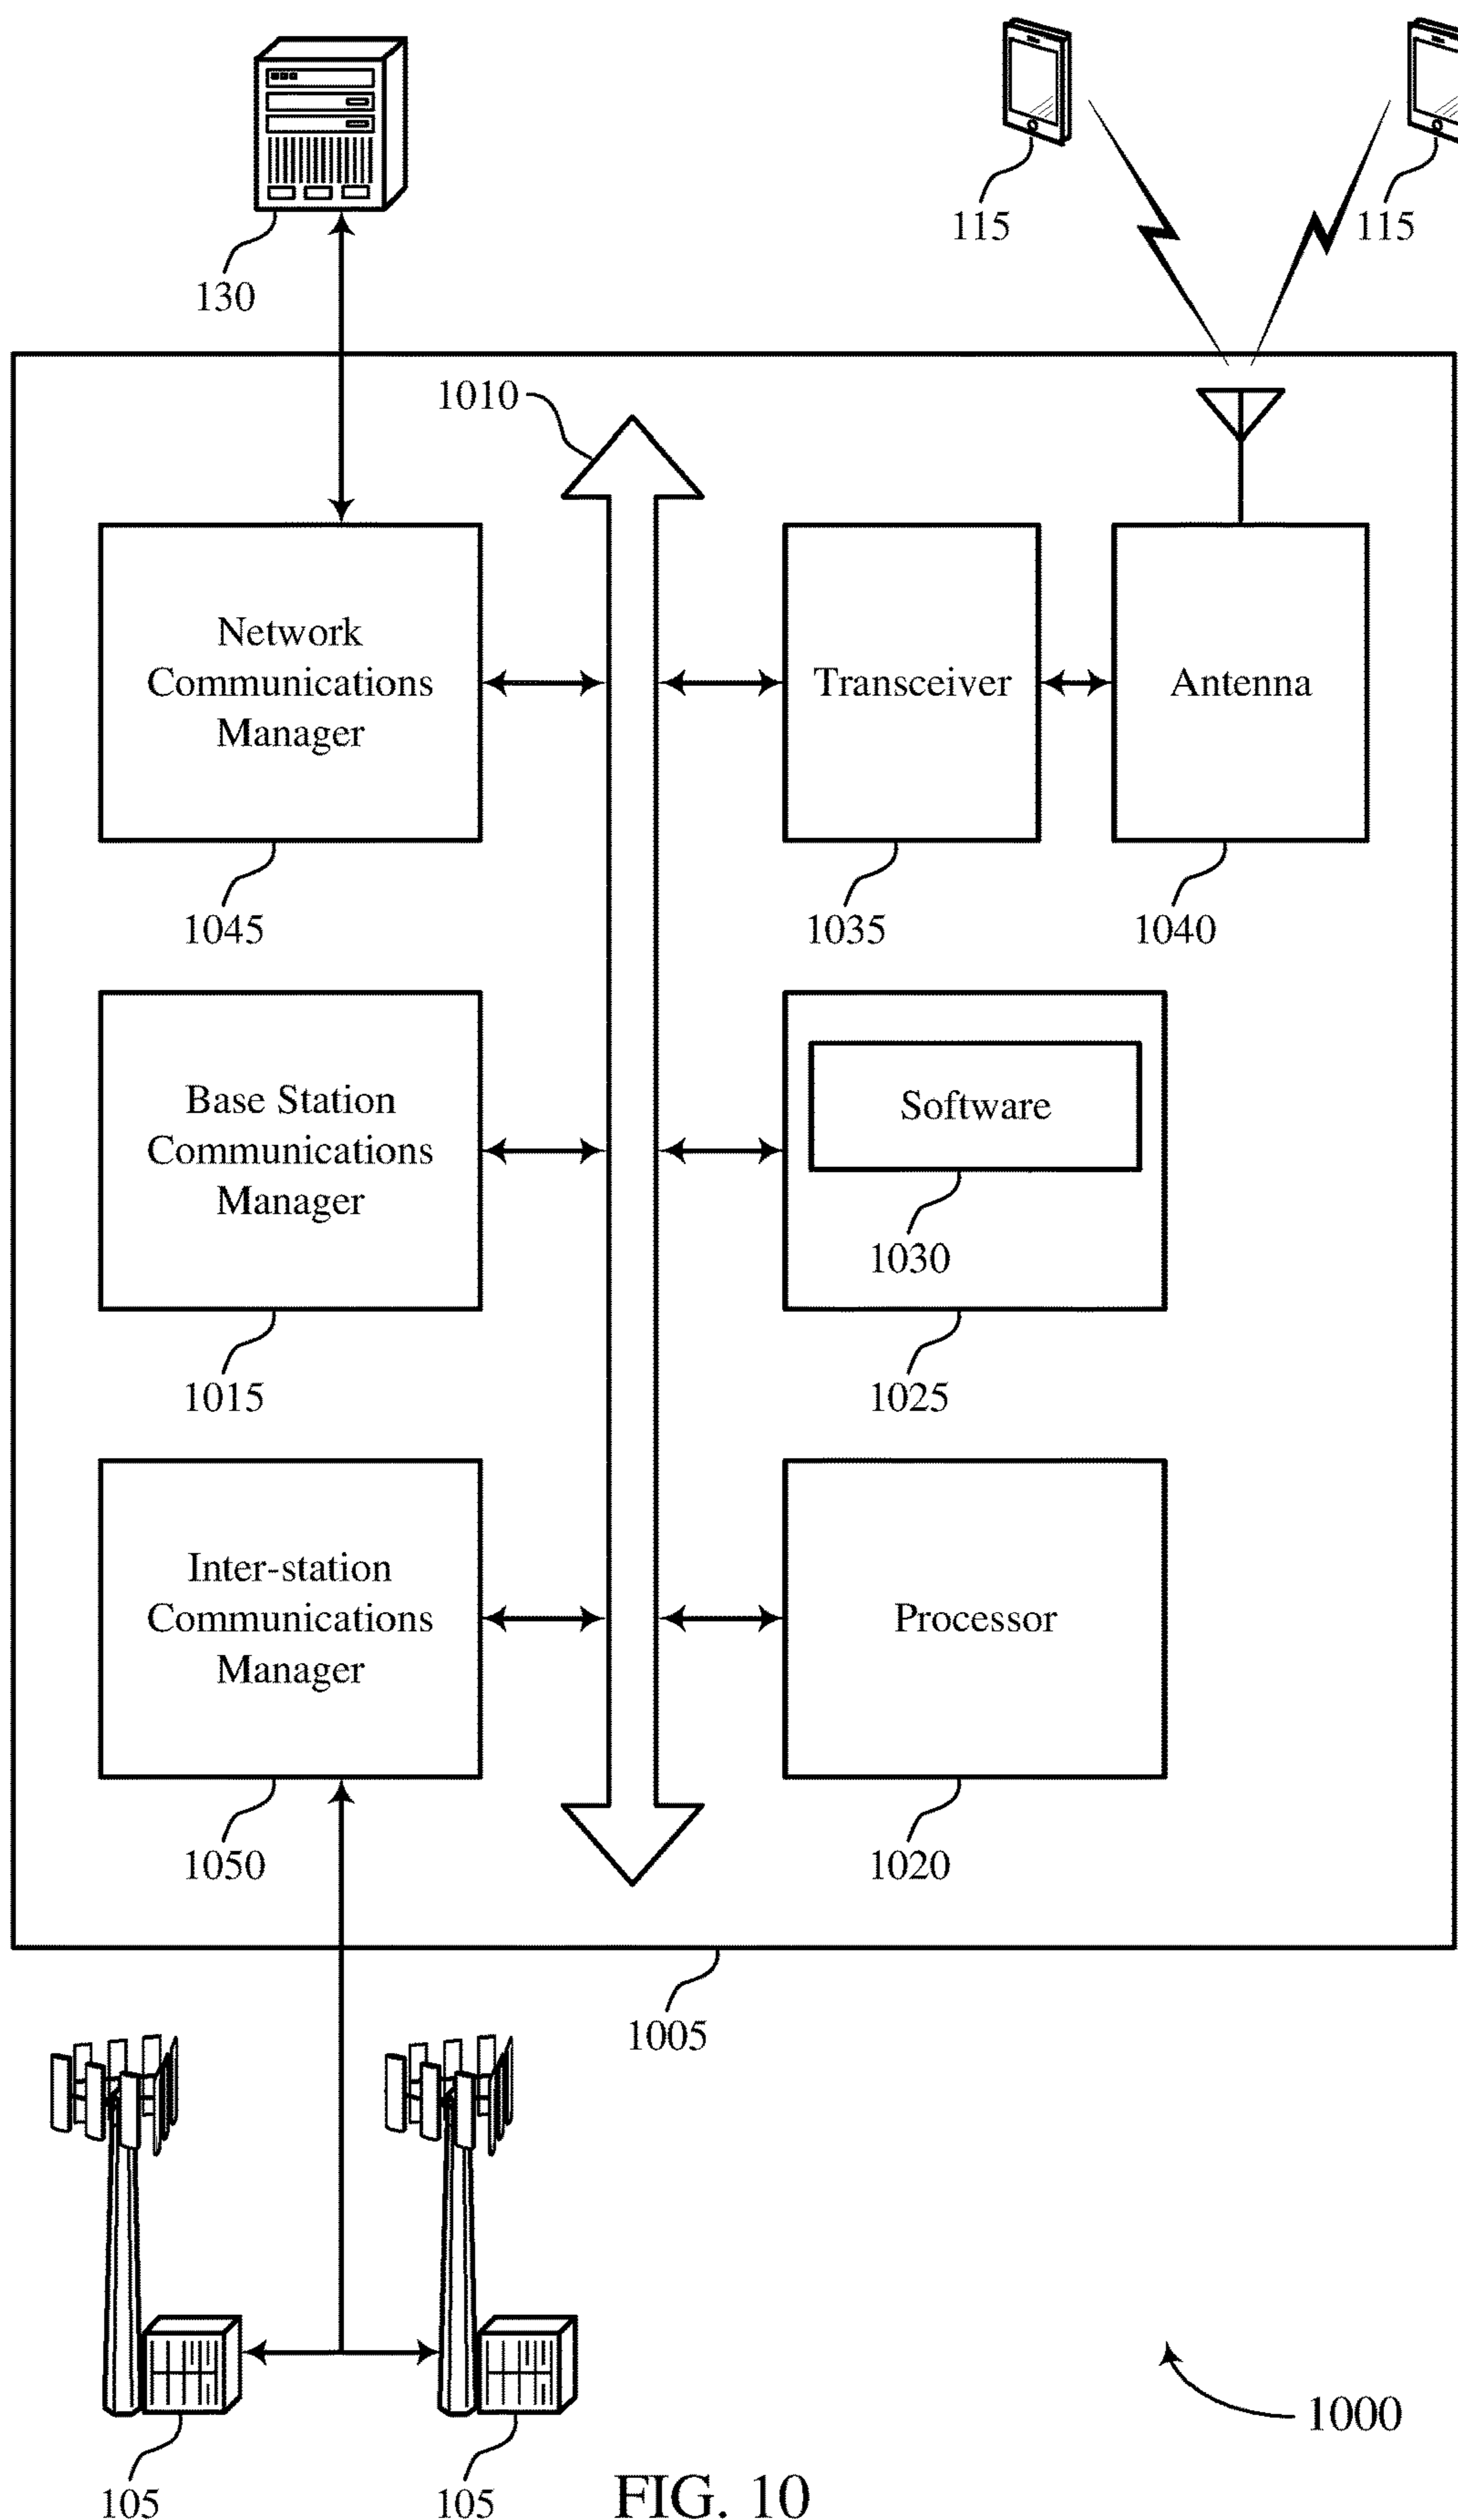 115
115
130
1010
Network
Communications
Manager
Transceiver
Antenna
1045
1035
1040
Base Station
Communications
Manager
Software
1030
1015
1025
Inter-station
Communications
Manager
Processor
1050
1020
1005
1000
105
105
FIG. 10